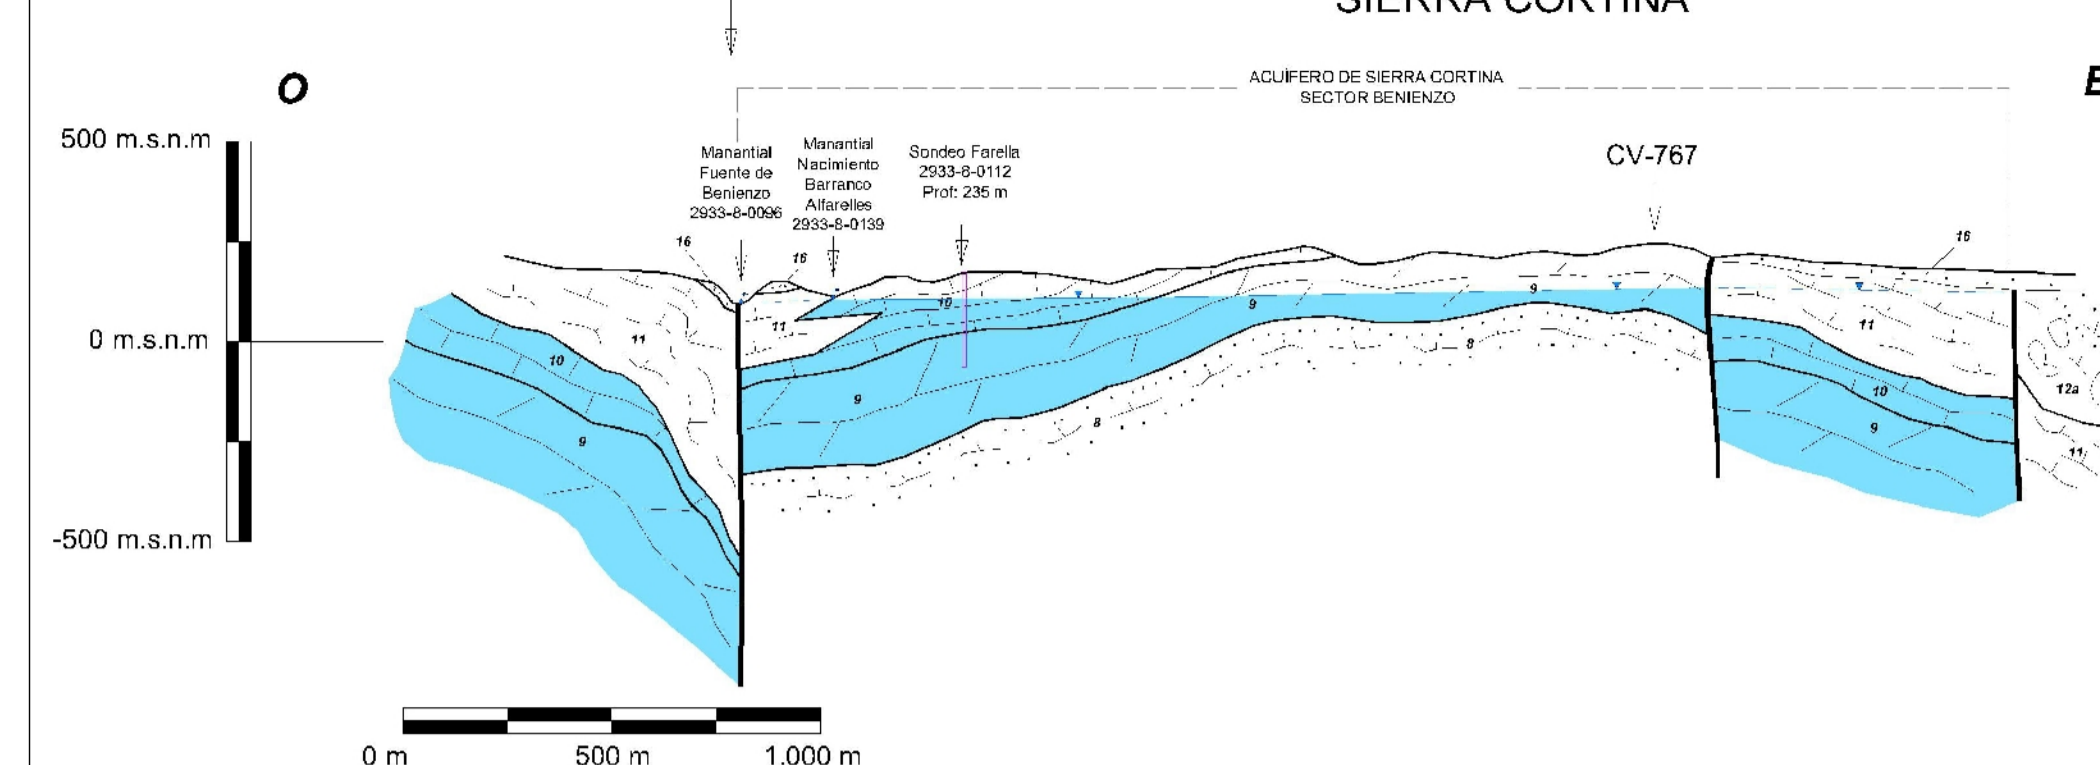 SIERRA CORTINA
O
ACUÍFERO DE SIERRA CORTINA
SECTOR BENIENZO
E
500 m.s.n.m
0 m.s.n.m
-500 m.s.n.m
Manantial
Fuente de
Benienzo
2933-8-0096
Manantial
Nacimiento
Barranco
Alfarelles
2933-8-0139
Sondeo Farella
2933-8-0112
Prof: 235 m
CV-767
16
16
16
10
9
9
11
11
11
10
9
8
10
12a
9
8
9
11
0 m
500 m
1.000 m